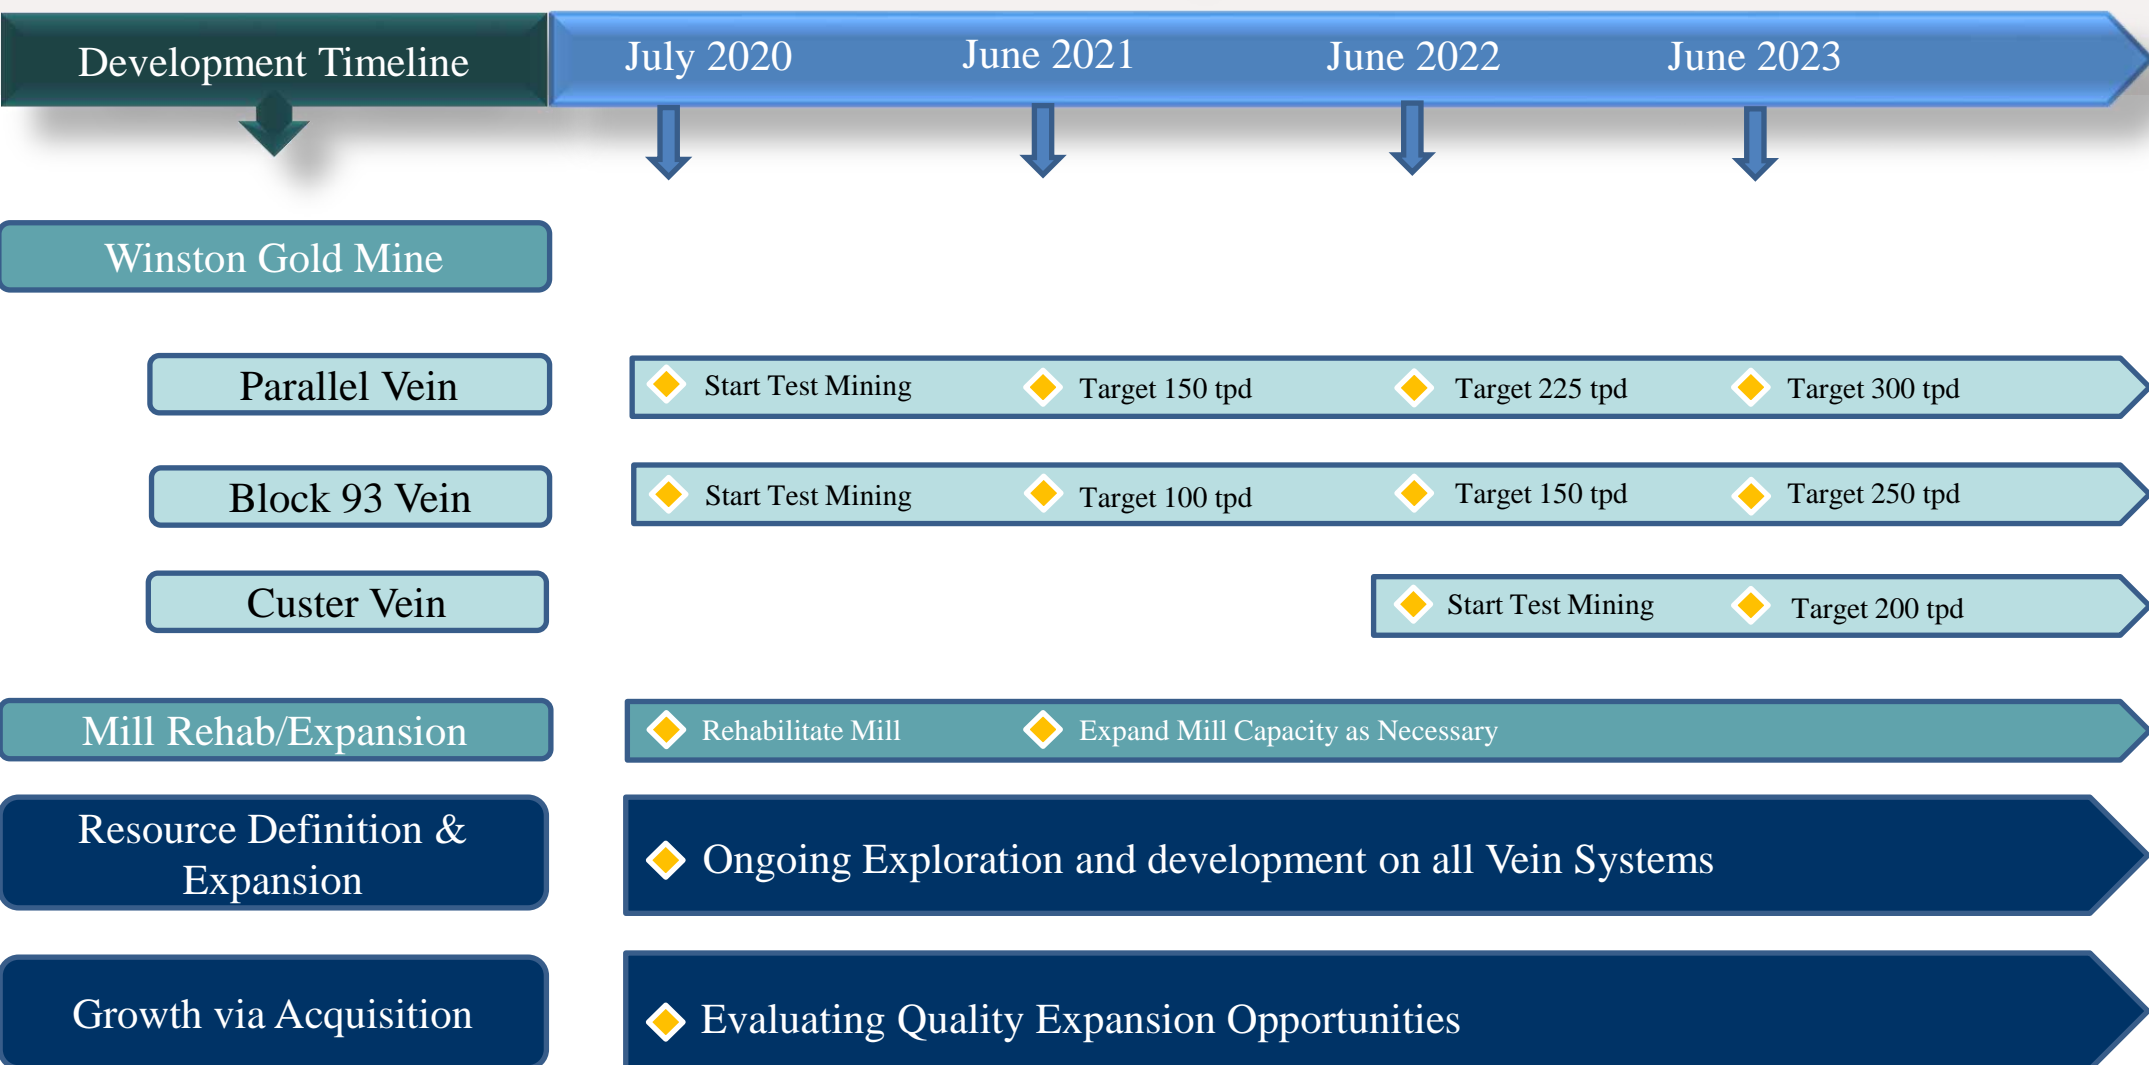 Development Timeline
July 2020
June 2021
June 2022
June 2023
Winston Gold Mine
Parallel Vein
Start Test Mining
Target 150 tpd
Target 225 tpd
Target 300 tpd
Block 93 Vein
Start Test Mining
Target 100 tpd
Target 150 tpd
Target 250 tpd
Custer Vein
Start Test Mining
Target 200 tpd
Mill Rehab/Expansion
Rehabilitate Mill
Expand Mill Capacity as Necessary
Resource Definition &
Expansion
Ongoing Exploration and development on all Vein Systems
Growth via Acquisition
Evaluating Quality Expansion Opportunities